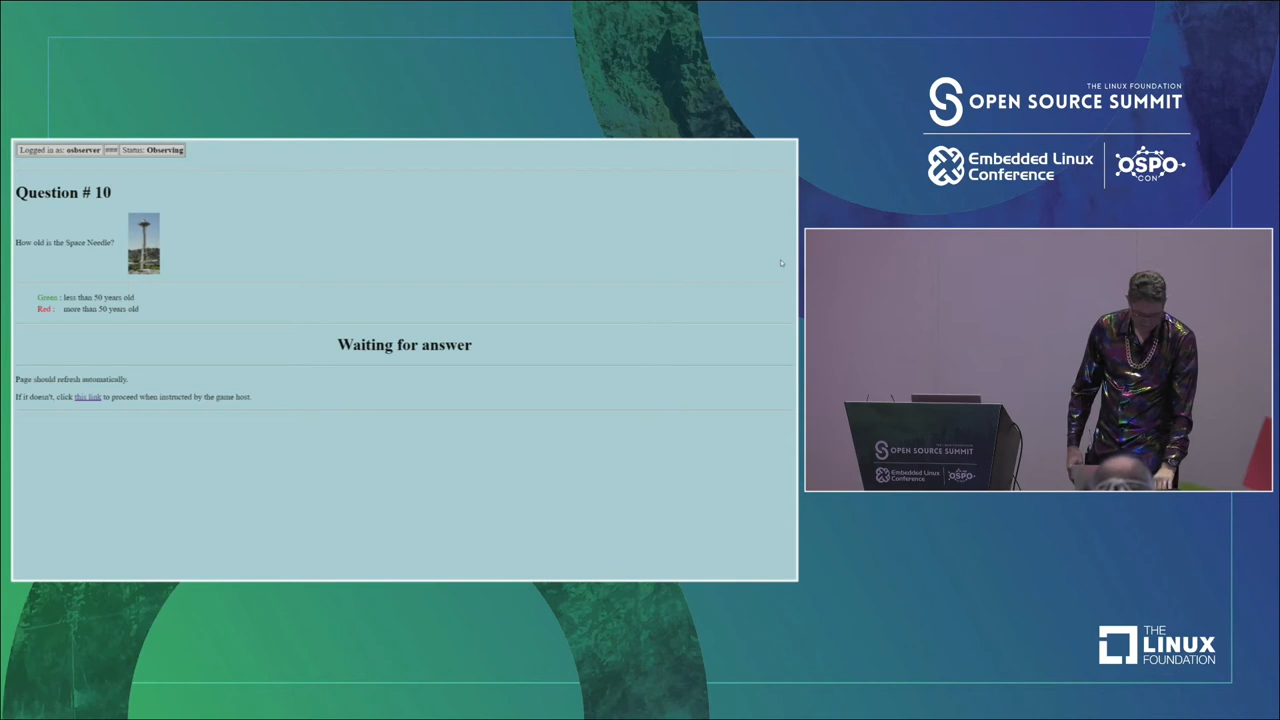 THE LINUX FOUNDATION
OPEN SOURCE SUMMIT
Embedded Linux
Conference
OSPO
CON
Logged in as: osbserver ### Status: Observing
Question # 10
How old is the Space Needle?
Green : less than 50 years old
Red : more than 50 years old
Waiting for answer
Page should refresh automatically.
If it doesn't, click this link to proceed when instructed by the game host.
OPEN SOURCE SUMMIT
Embedded Linux
Conference
OSPO
CON
THE
LINUX
FOUNDATION